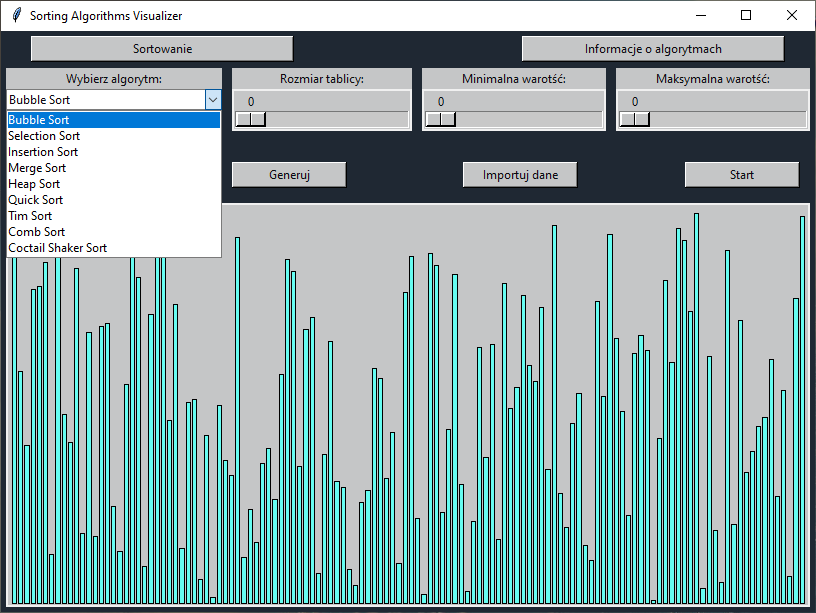 Sorting Algorithms Visualizer
Sortowanie
Informacje o algorytmach
Wybierz algorytm:
Rozmiar tablicy:
Minimalna warotść:
Maksymalna warotść:
Bubble Sort
0
0
0
Bubble Sort
Selection Sort
Insertion Sort
Merge Sort
Heap Sort
Quick Sort
Tim Sort
Comb Sort
Coctail Shaker Sort
Generuj
Importuj dane
Start